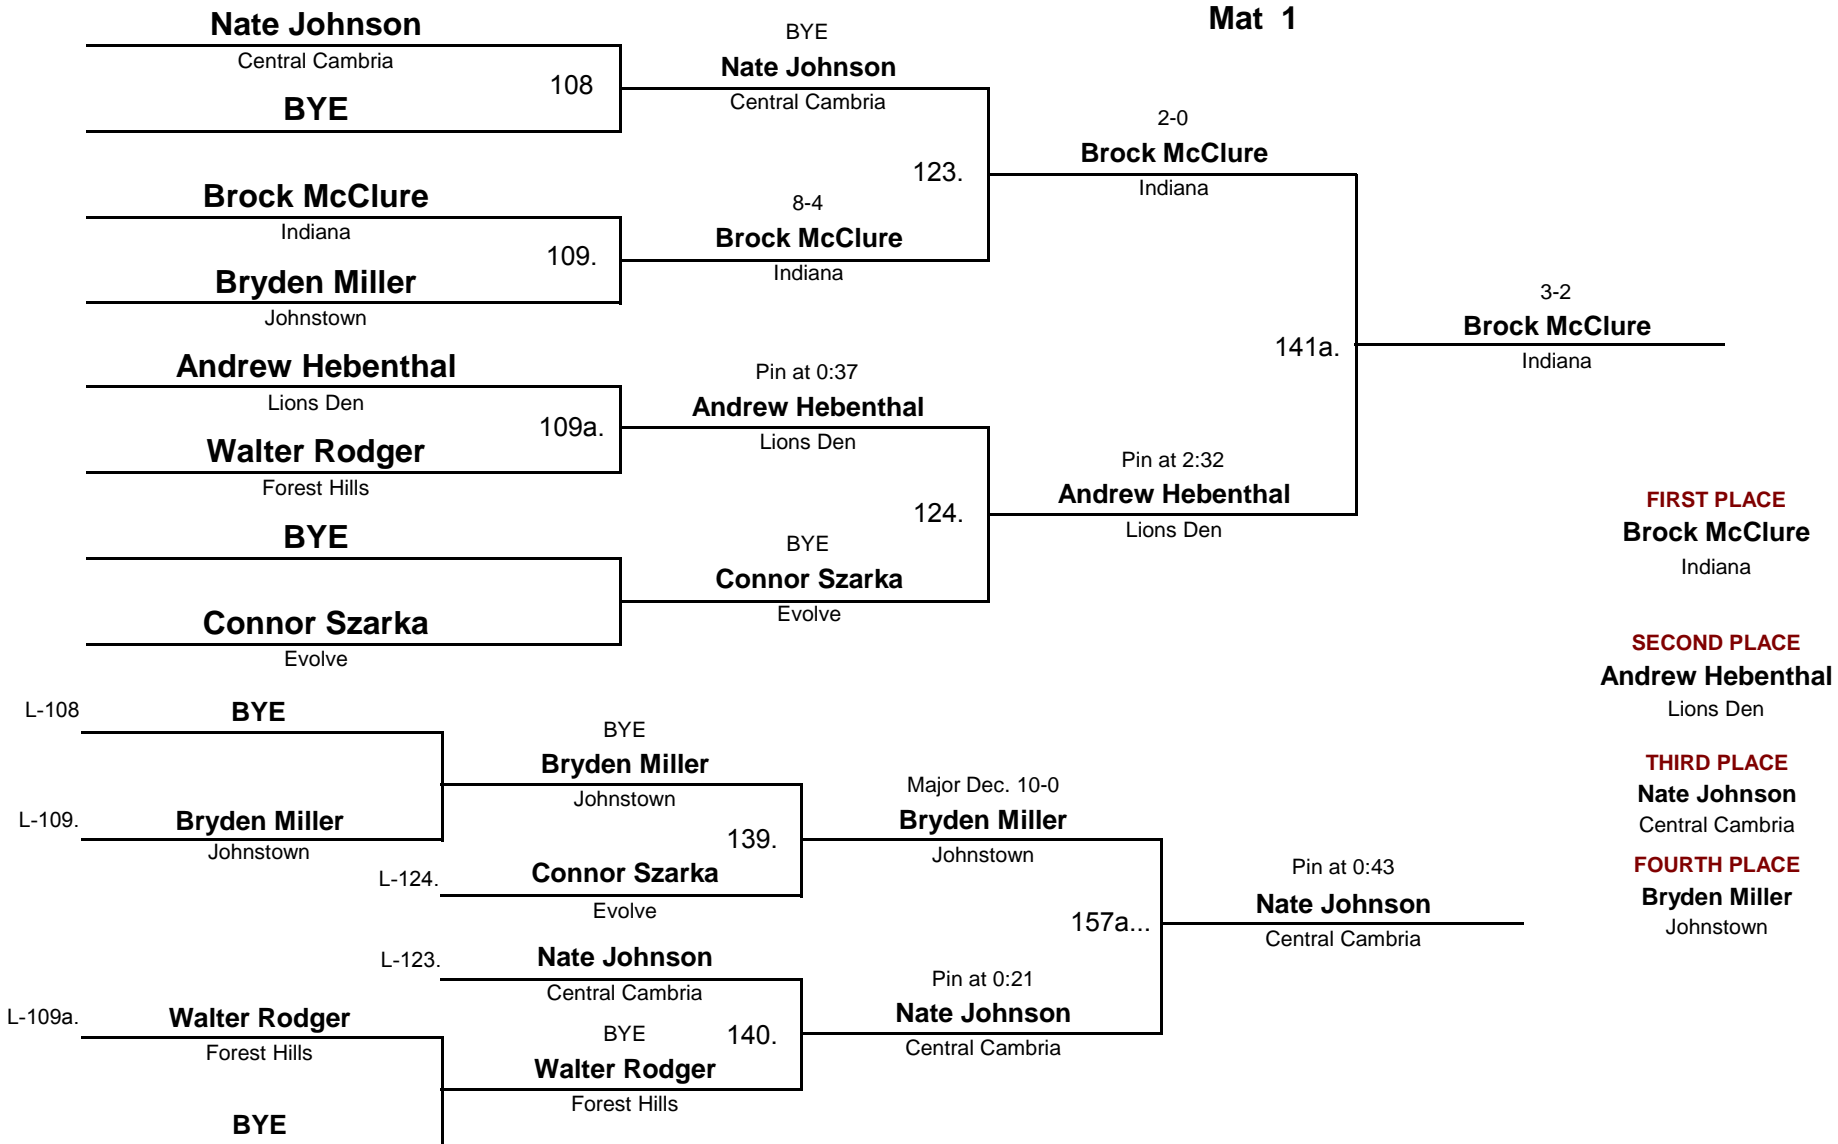 Mat 1
Nate Johnson
Central Cambria
108
BYE
BYE
Nate Johnson
Central Cambria
Brock McClure
Indiana
109.
Bryden Miller
Johnstown
8-4
Brock McClure
Indiana
123.
2-0
Brock McClure
Indiana
Andrew Hebenthal
Lions Den
109a.
Walter Rodger
Forest Hills
Pin at 0:37
Andrew Hebenthal
Lions Den
BYE
Connor Szarka
Evolve
BYE
Connor Szarka
Evolve
124.
Pin at 2:32
Andrew Hebenthal
Lions Den
141a.
3-2
Brock McClure
Indiana
FIRST PLACE
Brock McClure
Indiana
SECOND PLACE
Andrew Hebenthal
Lions Den
THIRD PLACE
Nate Johnson
Central Cambria
FOURTH PLACE
Bryden Miller
Johnstown
L-108
BYE
L-109.
Bryden Miller
Johnstown
BYE
Bryden Miller
Johnstown
139.
L-124.
Connor Szarka
Evolve
Major Dec. 10-0
Bryden Miller
Johnstown
L-123.
Nate Johnson
Central Cambria
140.
L-109a.
Walter Rodger
Forest Hills
BYE
BYE
Walter Rodger
Forest Hills
Pin at 0:21
Nate Johnson
Central Cambria
157a...
Pin at 0:43
Nate Johnson
Central Cambria